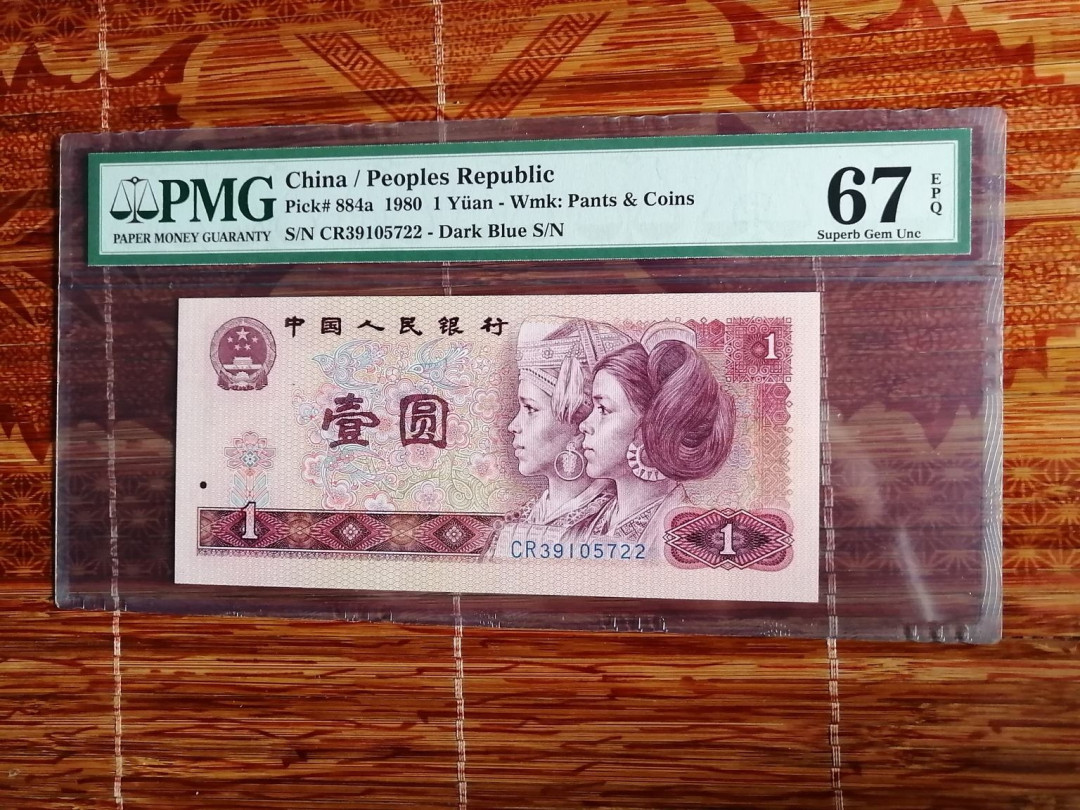 PMG
PAPER MONEY GUARANTY
China / Peoples Republic
Pick# 884a 1980 1 Yüan - Wmk: Pants & Coins
S/N CR39105722 - Dark Blue S/N
67
EPQ
Superb Gem Unc
中国人民银行
1
壹圆
1
CR39105722
1